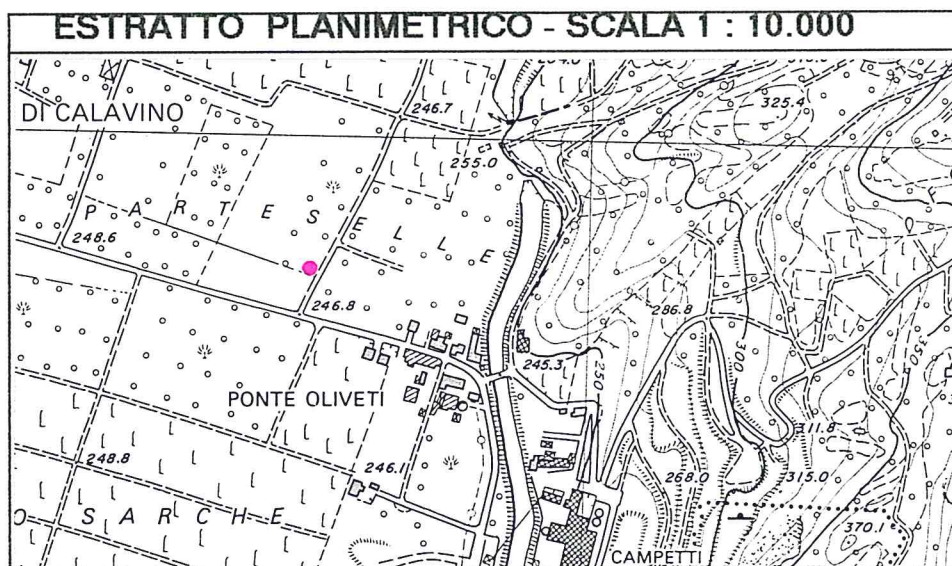 ESTRATTO PLANIMETRICO - SCALA 1 : 10.000
DI CALAVINO
246.7
325.4
255.0
PARTESELLE
248.6
246.8
286.8
300
350
245.3
250
PONTE OLIVETI
311.8
248.8
246.1
268.0
315.0
SARCHE
370.1
CAMPETTI